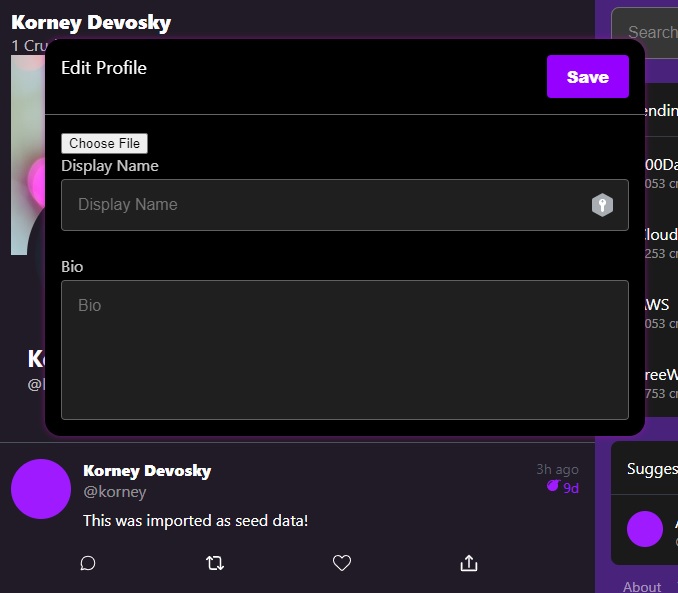 Korney Devosky
1 Cru
Search
Edit Profile
Save
Choose File
Display Name
Display Name
Bio
Bio
endin
00Da
053 cr
loud
253 cr
WS
053 cr
reeW
753 cr
@
Korney Devosky
3h ago
@korney
9d
This was imported as seed data!
Sugges
About